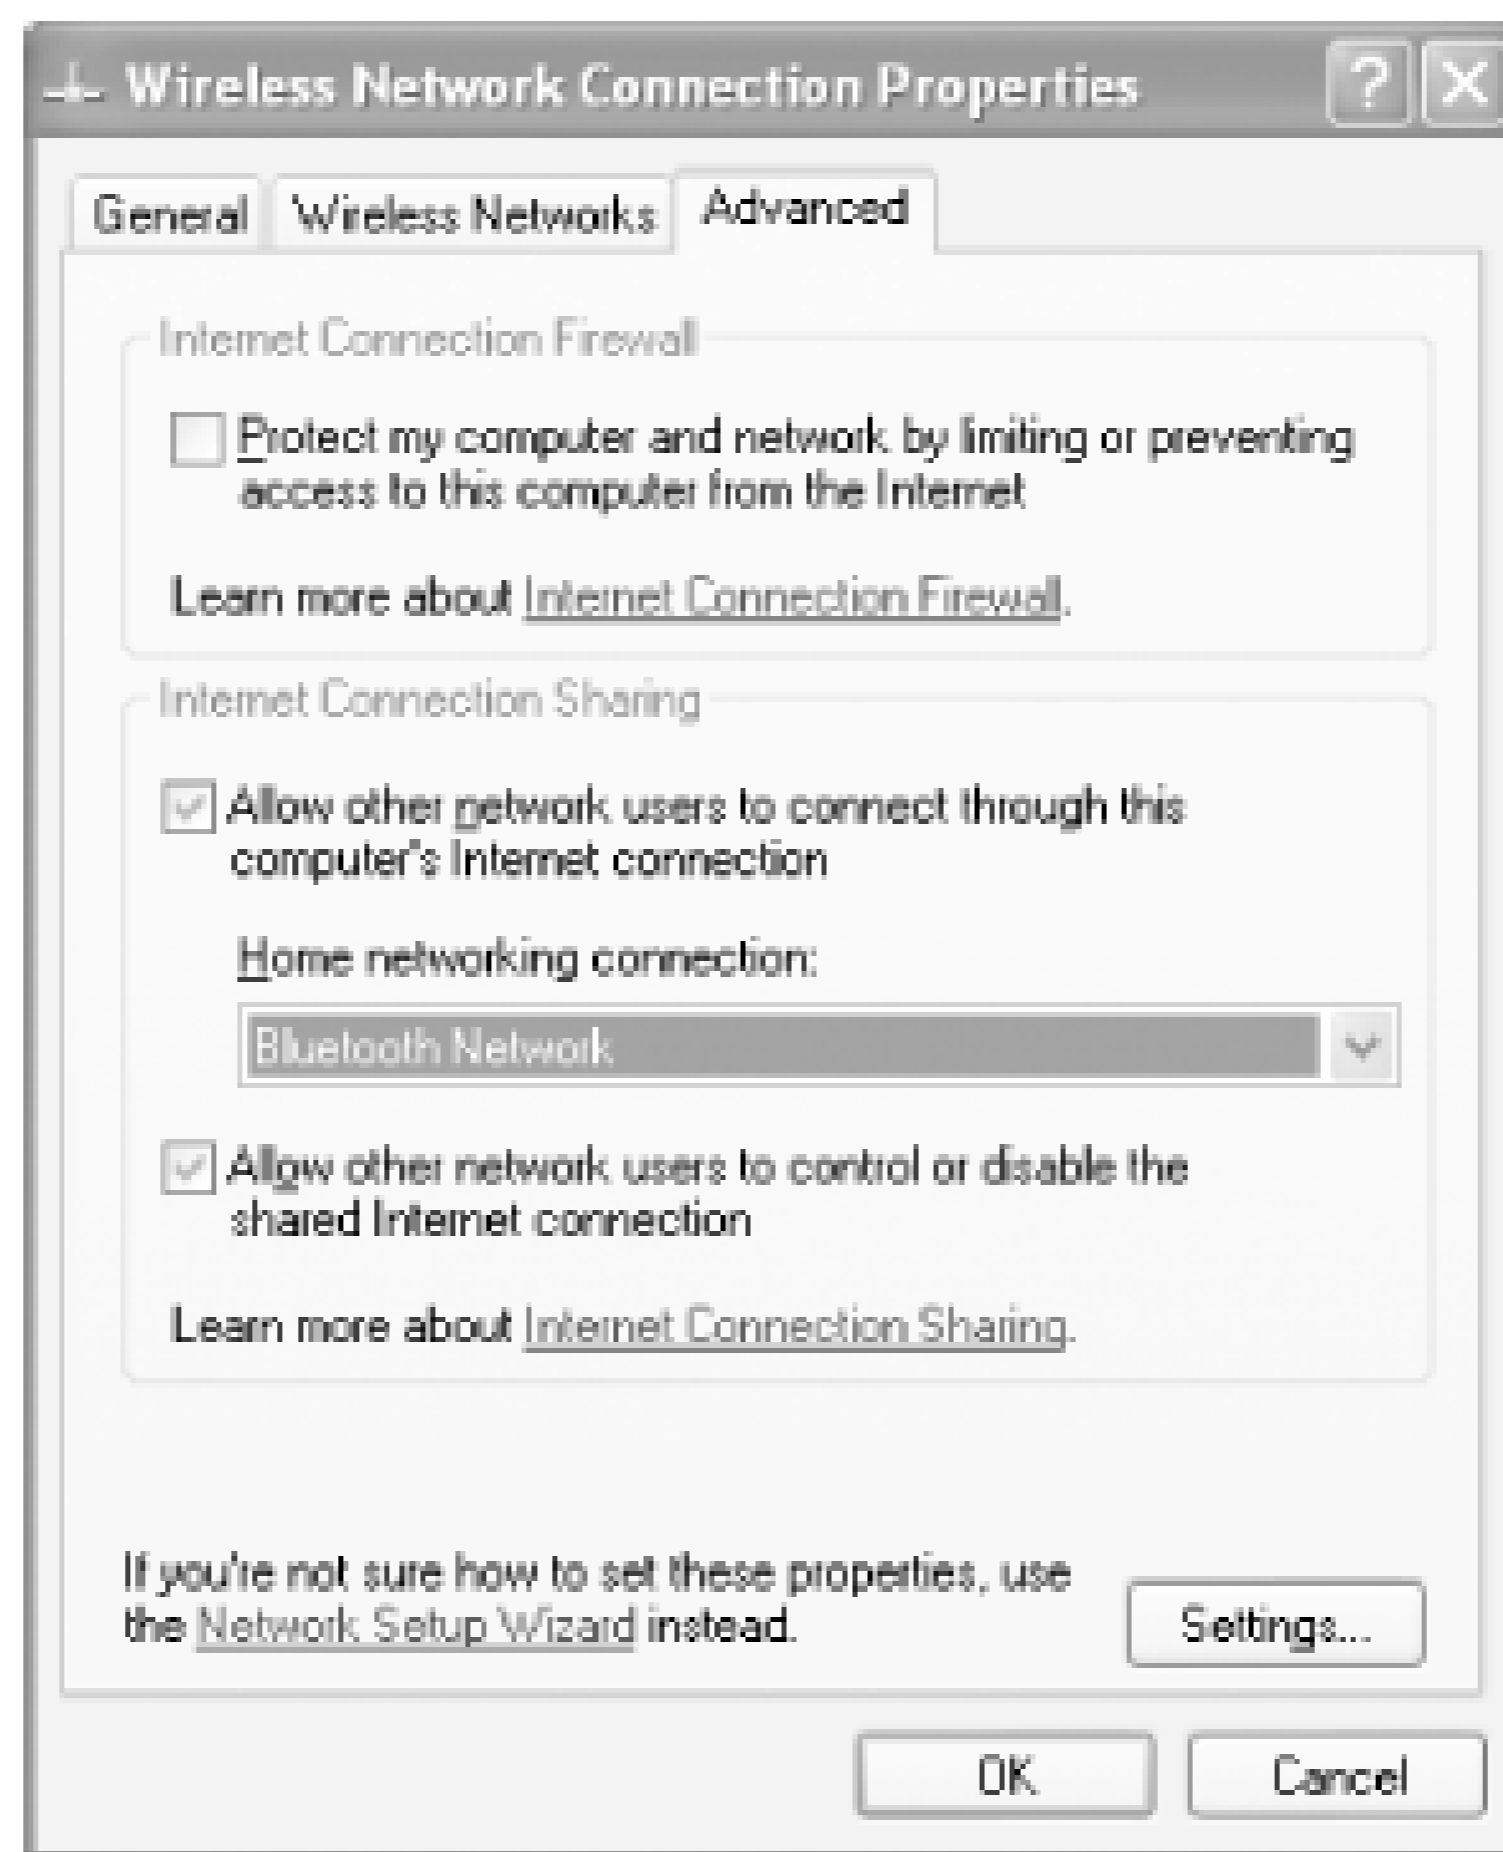 Wireless Network Connection Properties ? X
General Wireless Networks Advanced
Internet Connection Firewall
Protect my computer and network by limiting or preventing
access to this computer from the Internet
Learn more about Internet Connection Firewall.
Internet Connection Sharing
Allow other network users to connect through this
computer's Internet connection
Home networking connection:
Bluetooth Network
Allow other network users to control or disable the
shared Internet connection
Learn more about Internet Connection Sharing.
If you're not sure how to set these properties, use
the Network Setup Wizard instead.
Settings...
OK Cancel